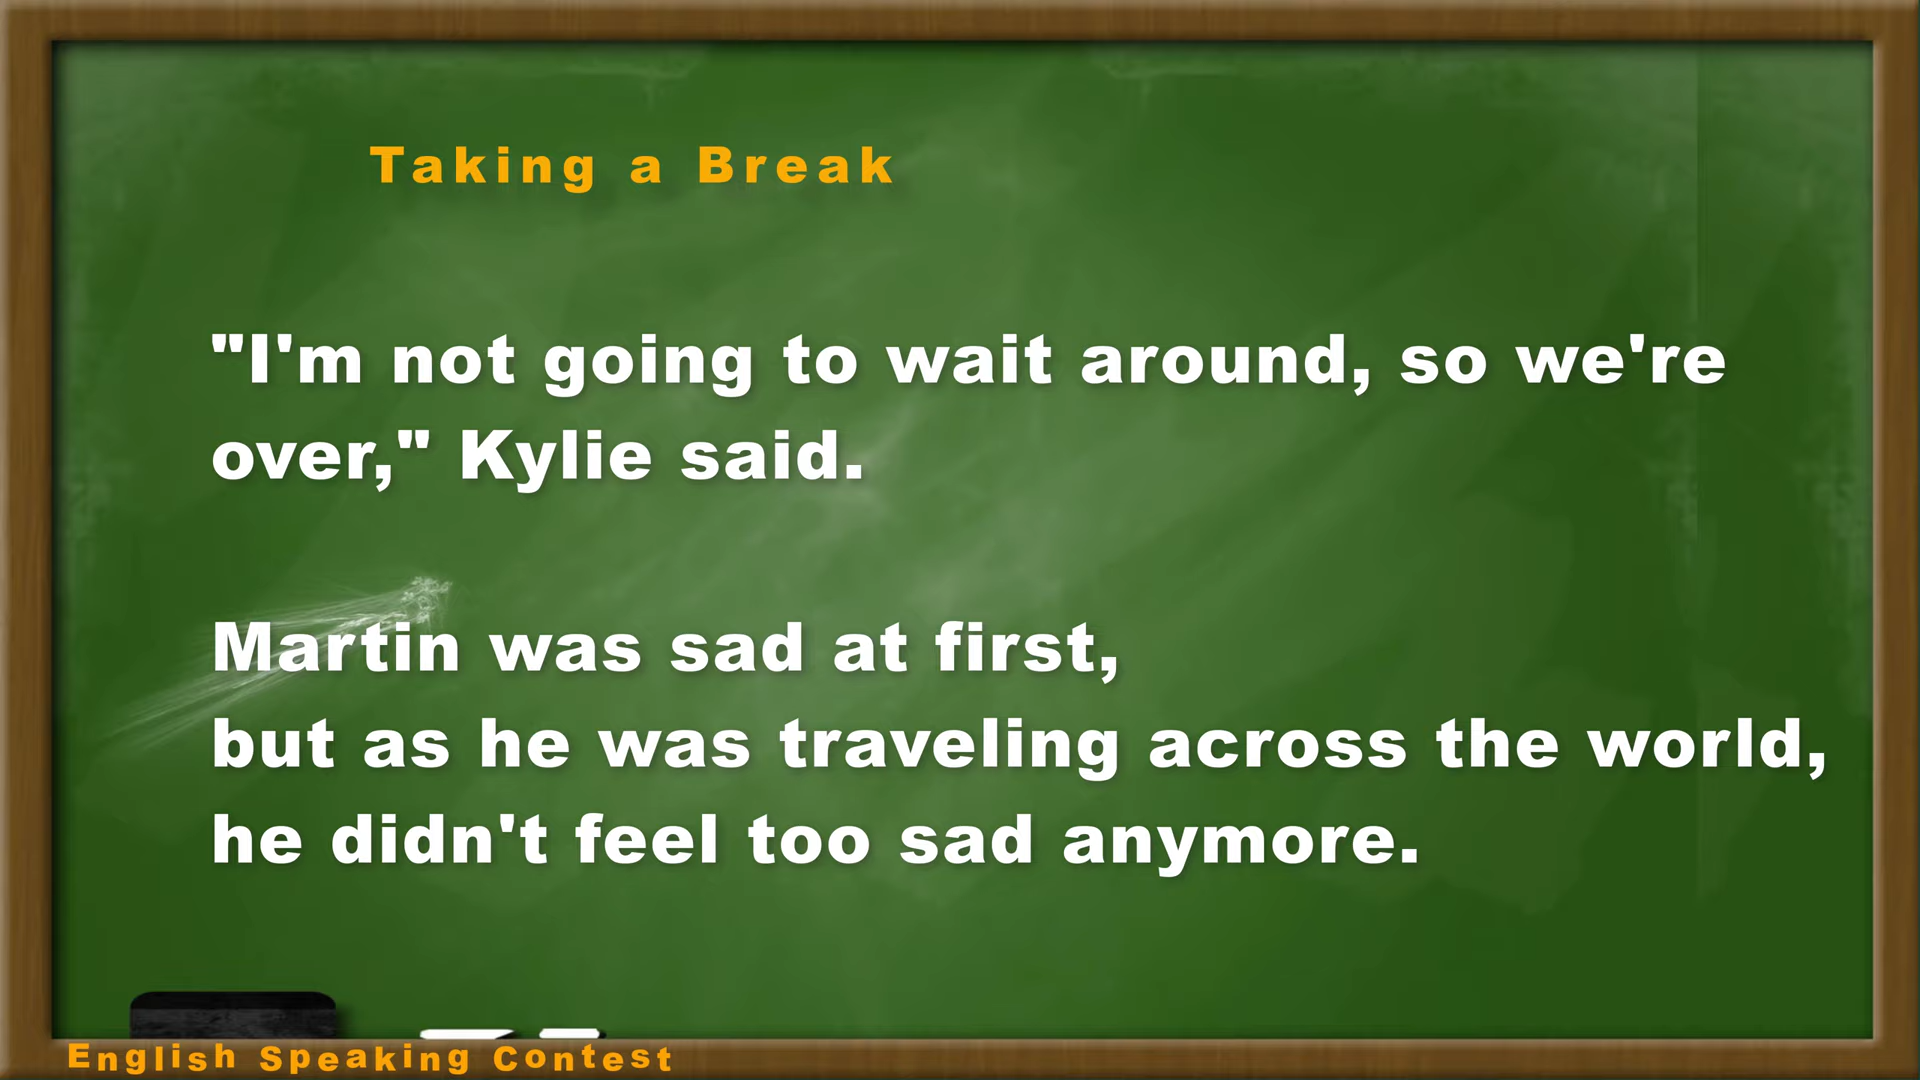 Taking a Break
"I'm not going to wait around, so we're
over," Kylie said.
Martin was sad at first,
but as he was traveling across the world,
he didn't feel too sad anymore.
English Speaking Contest